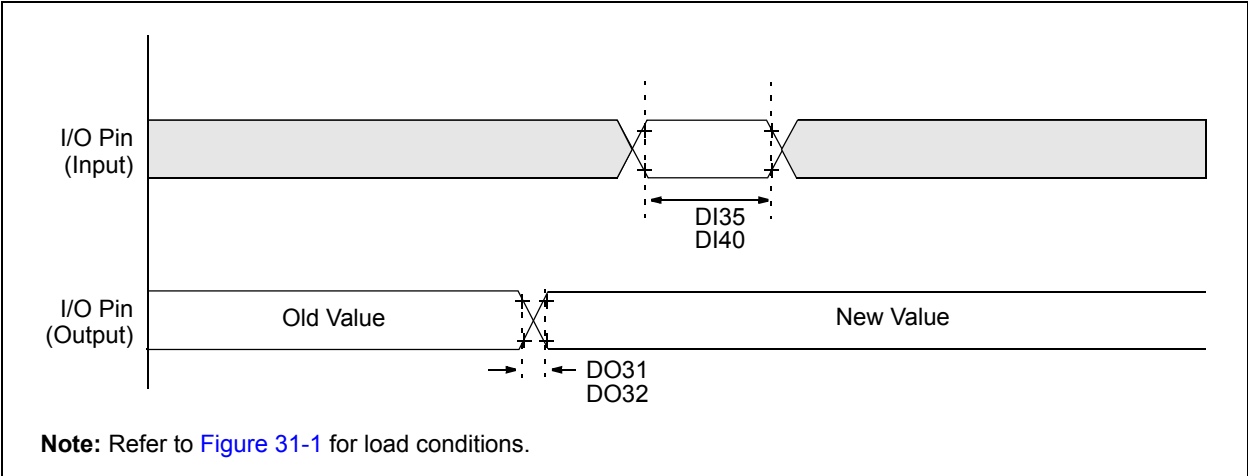 I/O Pin
(Input)
DI35
DI40
I/O Pin
(Output)
Old Value
New Value
DO31
DO32
Note: Refer to Figure 31-1 for load conditions.